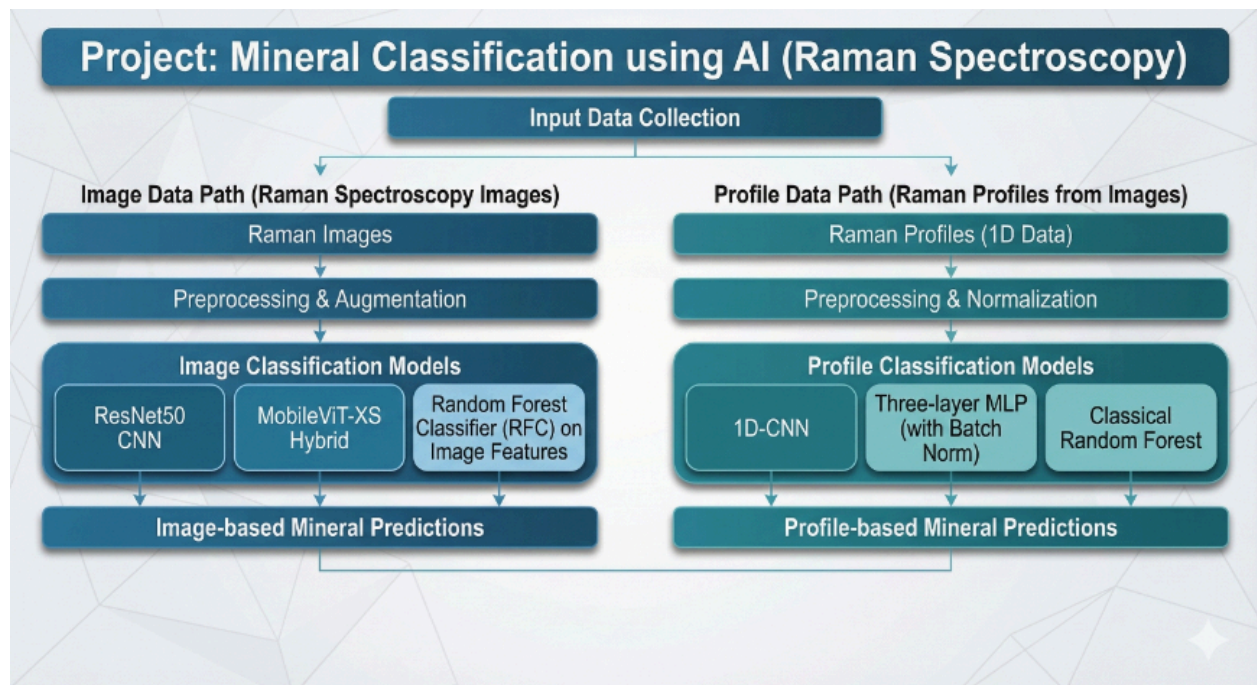 Project: Mineral Classification using AI (Raman Spectroscopy)
Input Data Collection
Image Data Path (Raman Spectroscopy Images)
Raman Images
Preprocessing & Augmentation
Image Classification Models
ResNet50
CNN
MobileViT-XS
Hybrid
Random Forest
Classifier (RFC) on
Image Features
Image-based Mineral Predictions
Profile Data Path (Raman Profiles from Images)
Raman Profiles (1D Data)
Preprocessing & Normalization
Profile Classification Models
1D-CNN
Three-layer MLP
(with Batch
Norm)
Classical
Random Forest
Profile-based Mineral Predictions